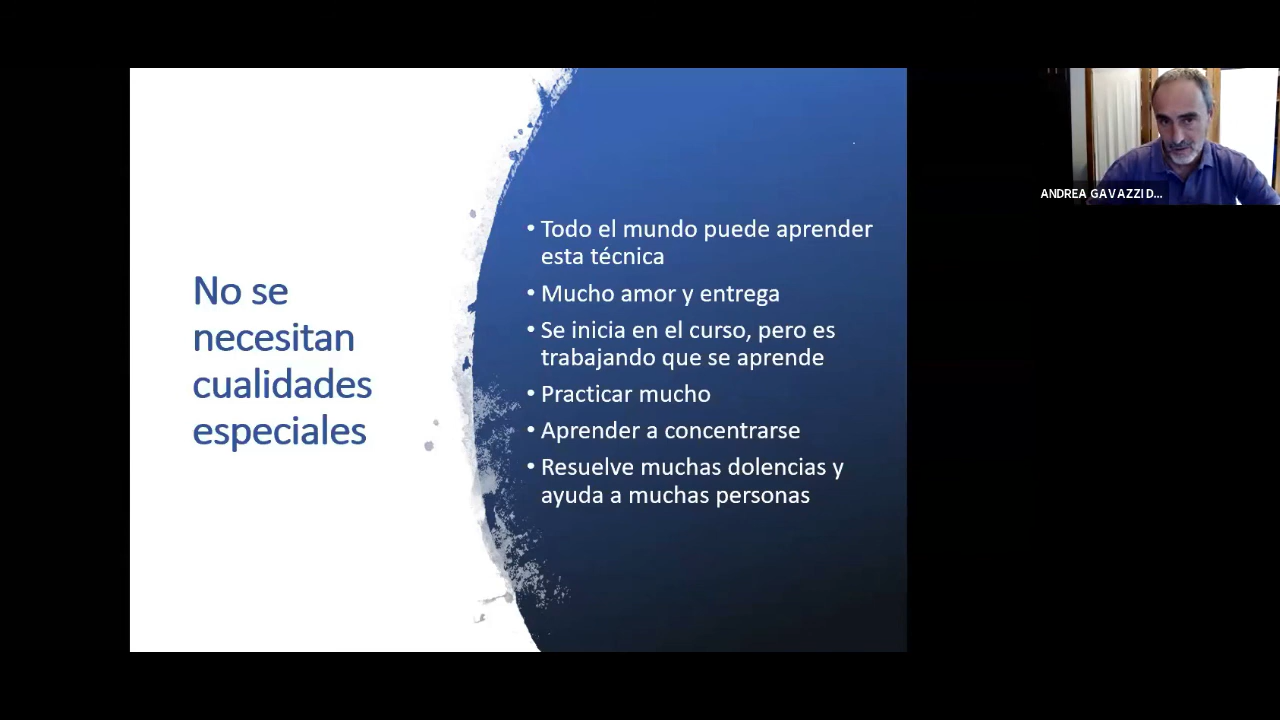 No se
necesitan
cualidades
especiales
• Todo el mundo puede aprender
esta técnica
• Mucho amor y entrega
• Se inicia en el curso, pero es
trabajando que se aprende
• Practicar mucho
• Aprender a concentrarse
• Resuelve muchas dolencias y
ayuda a muchas personas
ANDREA GAVAZZI D...